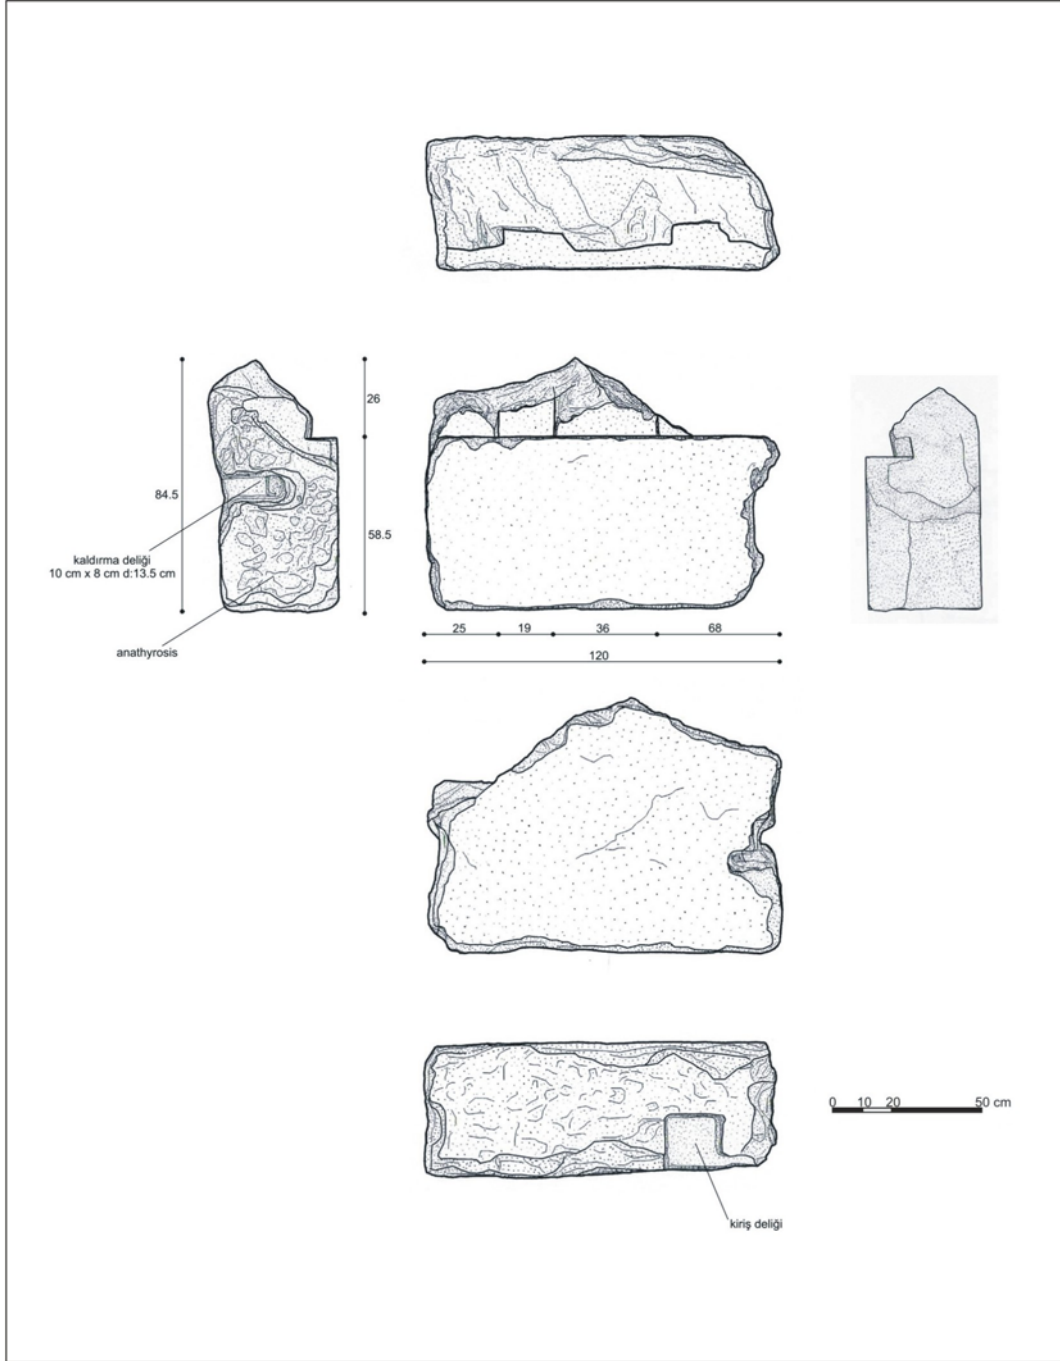 26
84.5
58.5
kaldırma deliği
10 cm x 8 cm d:13.5 cm
anathyrosis
25 19 36 68
120
0 10 20 50 cm
kiriş deliği